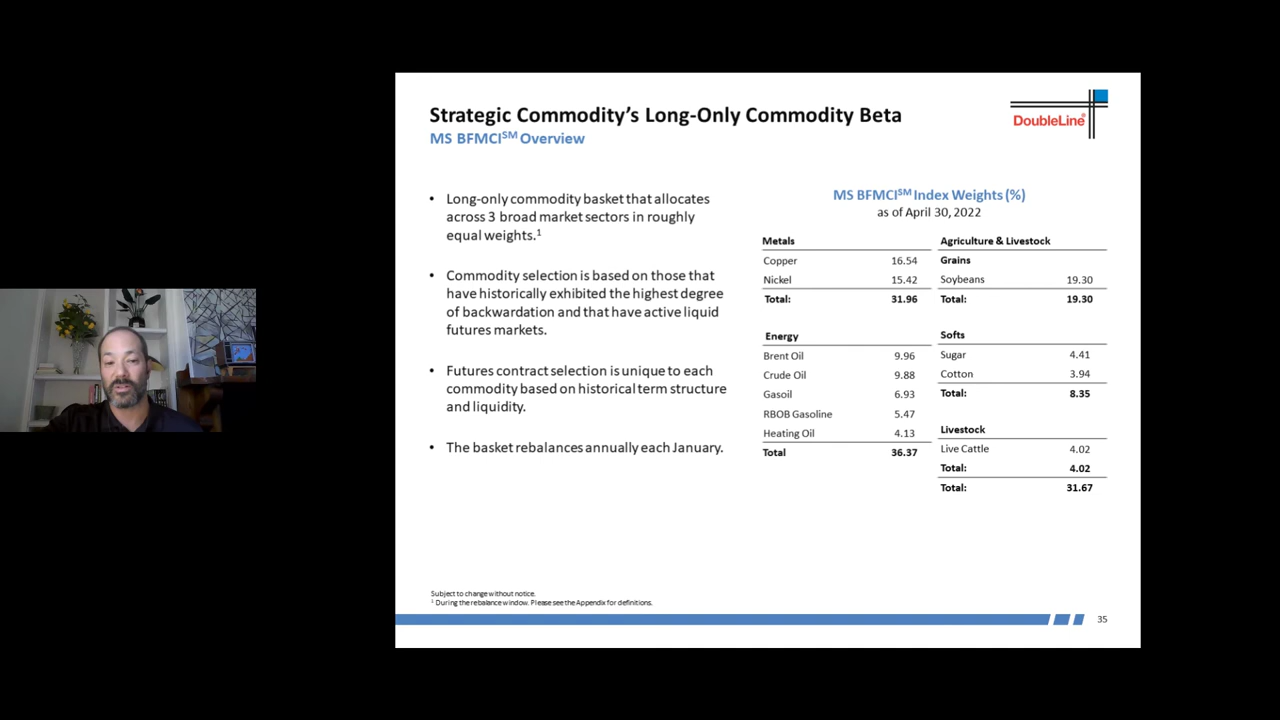 Strategic Commodity's Long-Only Commodity Beta
MS BFMCI℠ Overview
DoubleLine®
• Long-only commodity basket that allocates
across 3 broad market sectors in roughly
equal weights.¹
• Commodity selection is based on those that
have historically exhibited the highest degree
of backwardation and that have active liquid
futures markets.
• Futures contract selection is unique to each
commodity based on historical term structure
and liquidity.
• The basket rebalances annually each January.
MS BFMCI℠ Index Weights (%)
as of April 30, 2022
Metals
Copper 16.54
Nickel 15.42
Total: 31.96
Energy
Brent Oil 9.96
Crude Oil 9.88
Gasoil 6.93
RBOB Gasoline 5.47
Heating Oil 4.13
Total 36.37
Agriculture & Livestock
Grains
Soybeans 19.30
Total: 19.30
Softs
Sugar 4.41
Cotton 3.94
Total: 8.35
Livestock
Live Cattle 4.02
Total: 4.02
Total: 31.67
Subject to change without notice.
¹ During the rebalance window. Please see the Appendix for definitions.
35